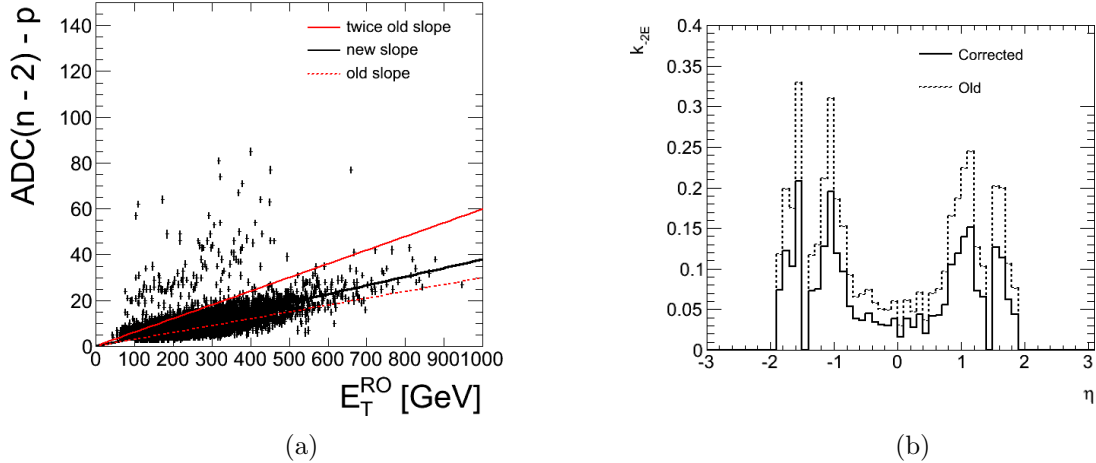 ADC(n - 2) - p
140
120
100
80
60
40
20
0
twice old slope
new slope
old slope
0 100 200 300 400 500 600 700 800 900 1000
E_T^RO [GeV]
(a)
k_-2E
0.4
0.35
0.3
0.25
0.2
0.15
0.1
0.05
0
Corrected
Old
-3 -2 -1 0 1 2 3
η
(b)